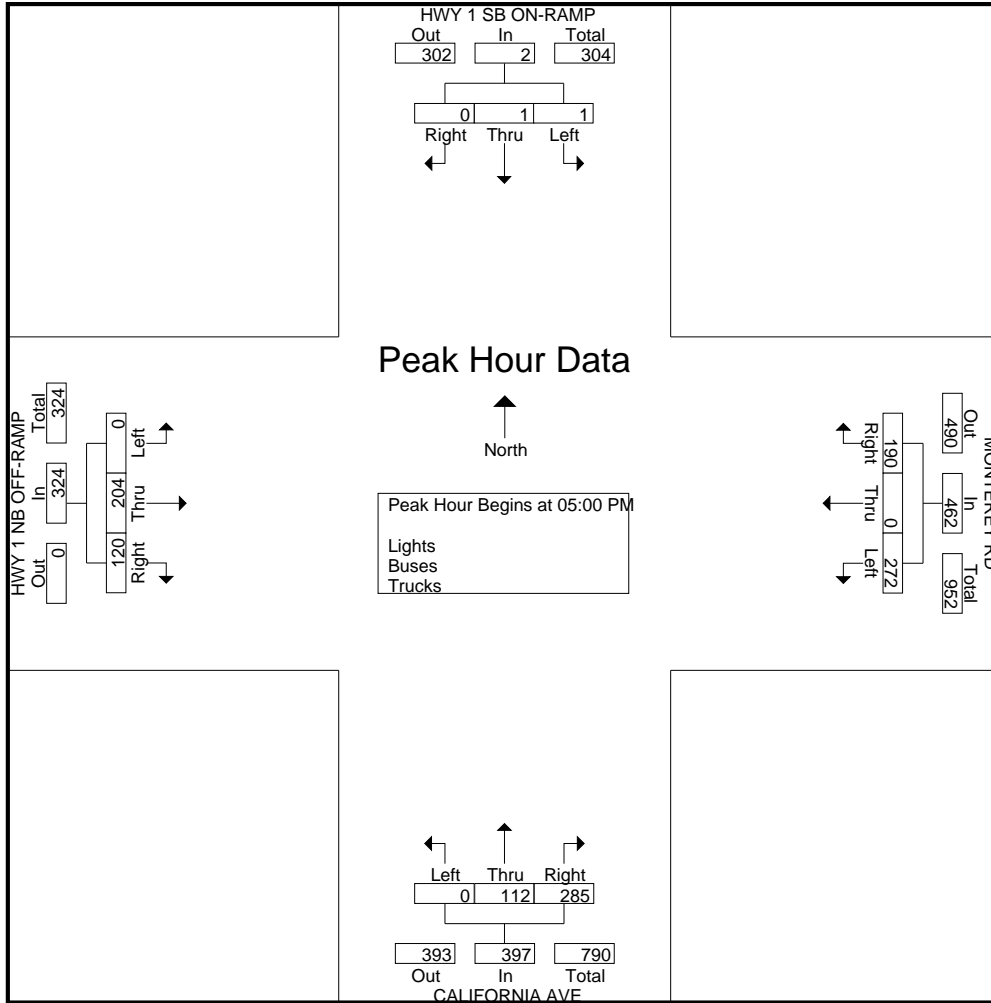 HWY 1 SB ON-RAMP
Out In Total
302 2 304
0 1 1
Right Thru Left
Peak Hour Data
North
Peak Hour Begins at 05:00 PM
Lights
Buses
Trucks
HWY 1 NB OFF-RAMP
Out In Total
0 324 324
Right Thru Left
120 204 0
MONTEREY RD
Out In Total
490 462 952
190 0 272
Right Thru Left
Left Thru Right
0 112 285
393 397 790
Out In Total
CALIFORNIA AVE